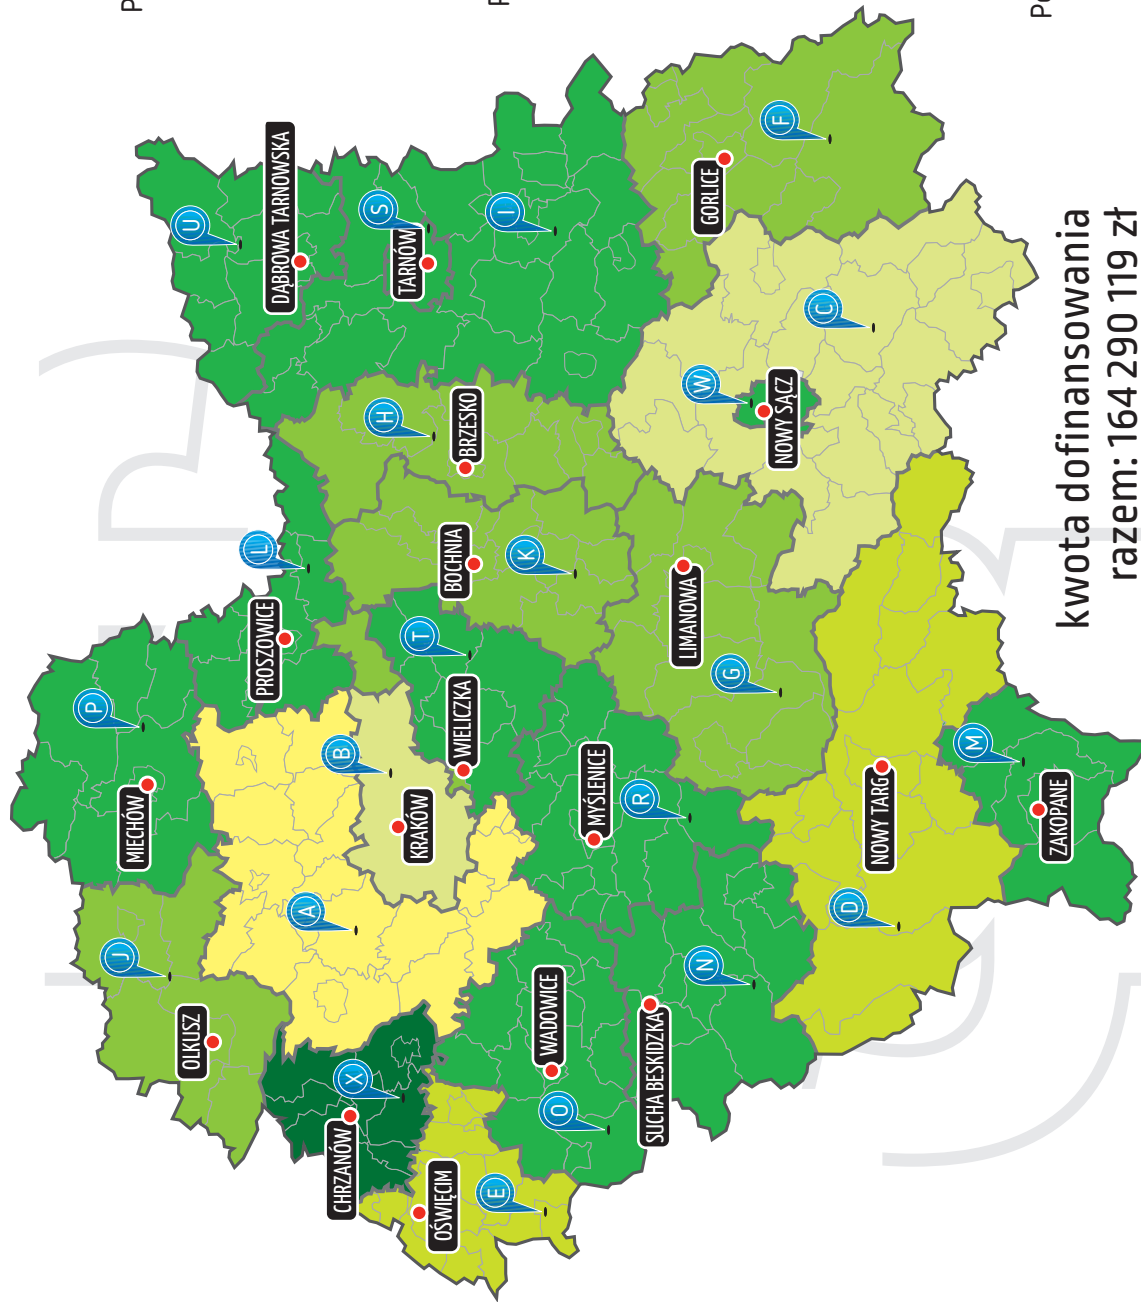 P
J
MIECHÓW
U
OLKUSZ
L
PROSZOWICE
DĄBROWA TARNOWSKA
A
B
CHRZANÓW
X
S
H
TARNÓW
KRAKÓW
T
OŚWIĘCIM
BOCHNIA
WIELICZKA
BRZESKO
E
I
K
WADOWICE
O
MYŚLENICE
R
SUCHA BESKIDZKA
LIMANOWA
N
W
GORLICE
G
F
NOWY SĄCZ
C
D
NOWY TARG
M
ZAKOPANE
kwota dofinansowania
razem: 164 290 119 zł